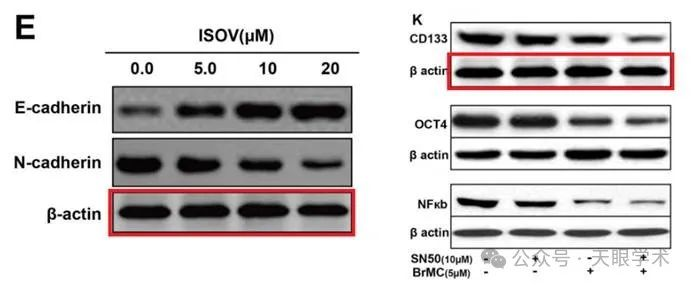 E
ISOV(μM)
0.0 5.0 10 20
E-cadherin
N-cadherin
β-actin
K
CD133
β actin
OCT4
β actin
NFκb
β actin
SN50(10μM) - + - +
BrMC(5μM) - - + +
公众号 · 天眼学术